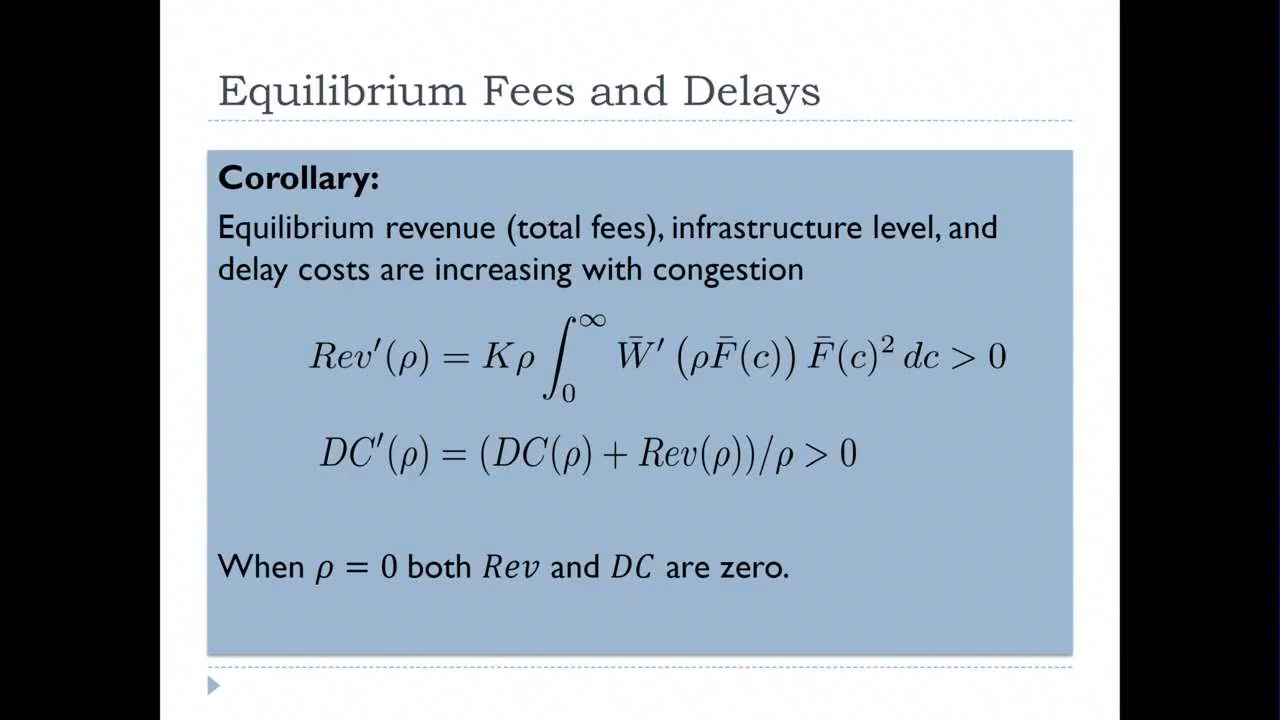 Equilibrium Fees and Delays
Corollary:
Equilibrium revenue (total fees), infrastructure level, and
delay costs are increasing with congestion
Rev′(ρ) = Kρ ∫₀^∞ W̄′ (ρF̄(c)) F̄(c)² dc > 0
DC′(ρ) = (DC(ρ) + Rev(ρ))/ρ > 0
When ρ = 0 both Rev and DC are zero.